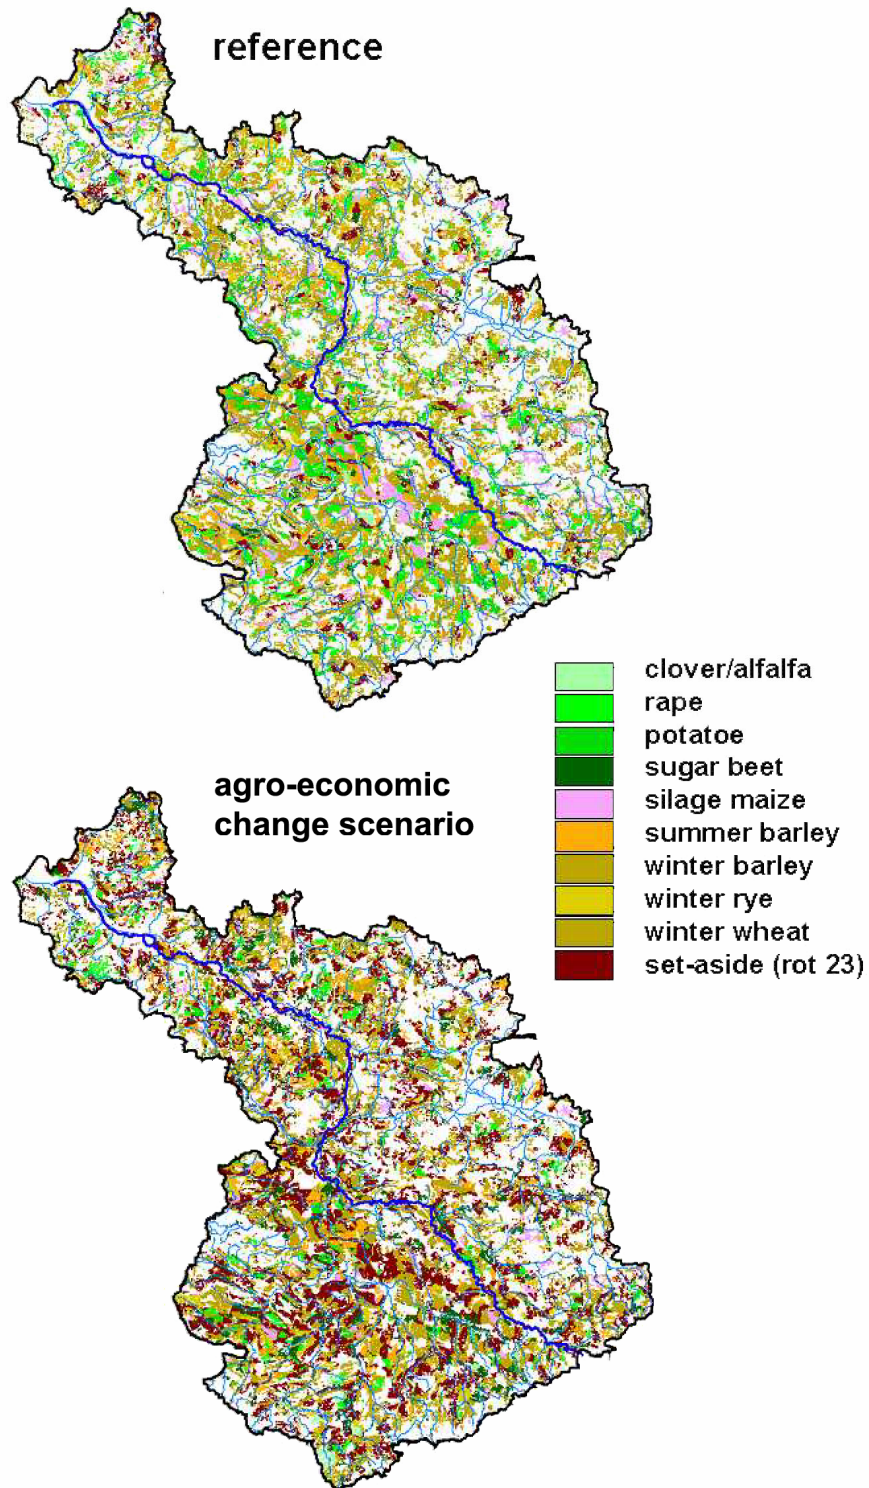 reference
clover/alfalfa
rape
potatoe
sugar beet
silage maize
summer barley
winter barley
winter rye
winter wheat
set-aside (rot 23)
agro-economic
change scenario